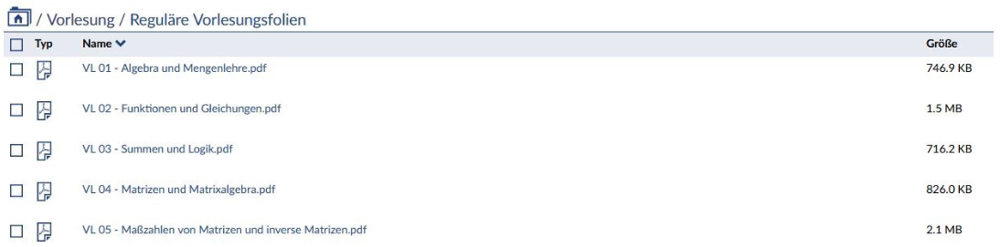 / Vorlesung / Reguläre Vorlesungsfolien
Typ Name Größe
VL 01 - Algebra und Mengenlehre.pdf 746.9 KB
VL 02 - Funktionen und Gleichungen.pdf 1.5 MB
VL 03 - Summen und Logik.pdf 716.2 KB
VL 04 - Matrizen und Matrixalgebra.pdf 826.0 KB
VL 05 - Maßzahlen von Matrizen und inverse Matrizen.pdf 2.1 MB